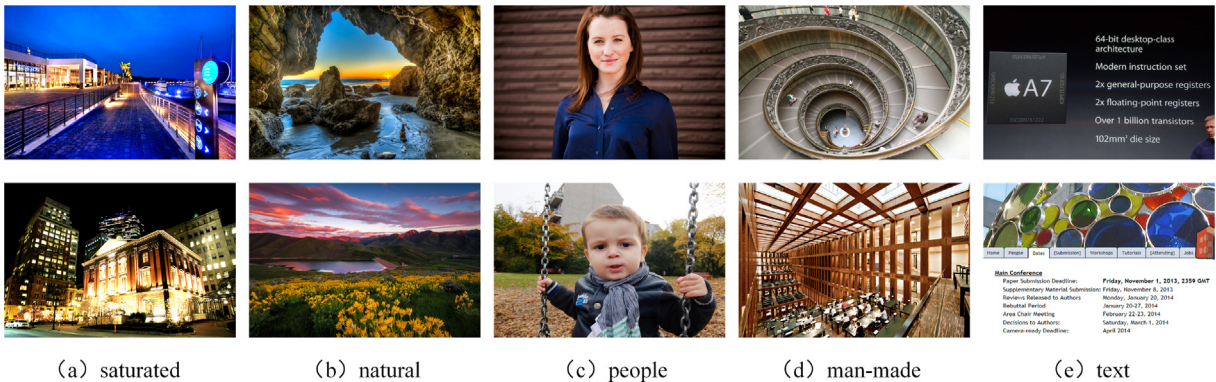 64-bit desktop-class
architecture
Modern instruction set
A7
2x general-purpose registers
2x floating-point registers
Over 1 billion transistors
102mm² die size
Home People Dates [Submission] Workshops Tutorials [Attending] Jobs
Main Conference
Paper Submission Deadline: Friday, November 1, 2013, 2359 GMT
Supplementary Material Submission: Friday, November 8, 2013
Reviews Released to Authors Monday, January 20, 2014
Rebuttal Period January 20-27, 2014
Area Chair Meeting February 22-23, 2014
Decisions to Authors: Saturday, March 1, 2014
Camera-ready Deadline: April 2014
(a) saturated (b) natural (c) people (d) man-made (e) text